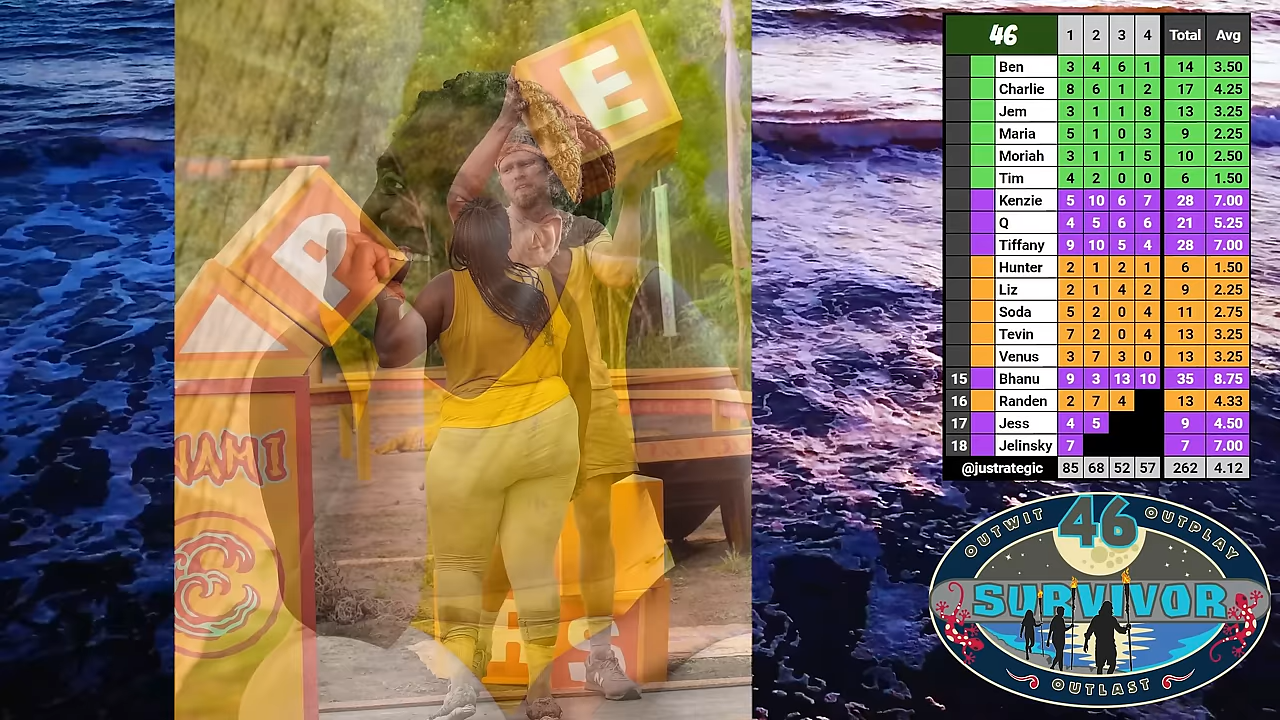 E
P
NAMI
A S
46 1 2 3 4 Total Avg
Ben 3 4 6 1 14 3.50
Charlie 8 6 1 2 17 4.25
Jem 3 1 1 8 13 3.25
Maria 5 1 0 3 9 2.25
Moriah 3 1 1 5 10 2.50
Tim 4 2 0 0 6 1.50
Kenzie 5 10 6 7 28 7.00
Q 4 5 6 6 21 5.25
Tiffany 9 10 5 4 28 7.00
Hunter 2 1 2 1 6 1.50
Liz 2 1 4 2 9 2.25
Soda 5 2 0 4 11 2.75
Tevin 7 2 0 4 13 3.25
Venus 3 7 3 0 13 3.25
15 Bhanu 9 3 13 10 35 8.75
16 Randen 2 7 4 13 4.33
17 Jess 4 5 9 4.50
18 Jelinsky 7 7 7.00
@justrategic 85 68 52 57 262 4.12
46
OUTWIT OUTPLAY
SURVIVOR
OUTLAST